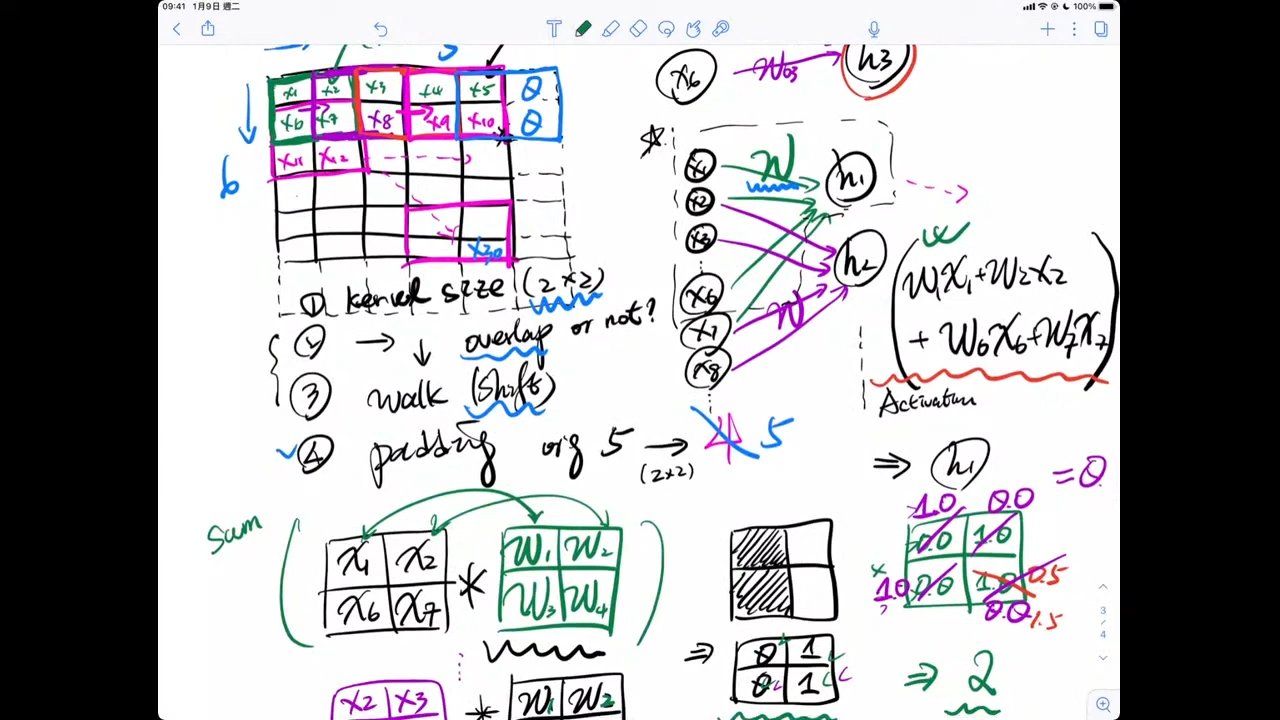 09:41 1月9日 週二
100%
T
x1 x2 x3 x4 x5 0
x6 x7 x8 x9 x10 0
x11 x12
6
x30
① kernel size (2×2)
② → ↓ overlap or not?
③ walk (shift)
④ padding orig 5 → 4 5
(2×2)
x6 W63 h3
x1 W h1
x2
x3 h2
x6
x7 W
x8
W1X1+W2X2
+ W6X6+W7X7
Activation
⇒ h1
= 0
1.0 0.0
0.0 1.0
1.0 0.0 1.0 0.5
0.0 1.5
Sum ( X1 X2 * W1 W2 )
X6 X7 W3 W4
⇒ 0 1
0 1
⇒ 2
X2 X3 * W1 W2
3
/
4